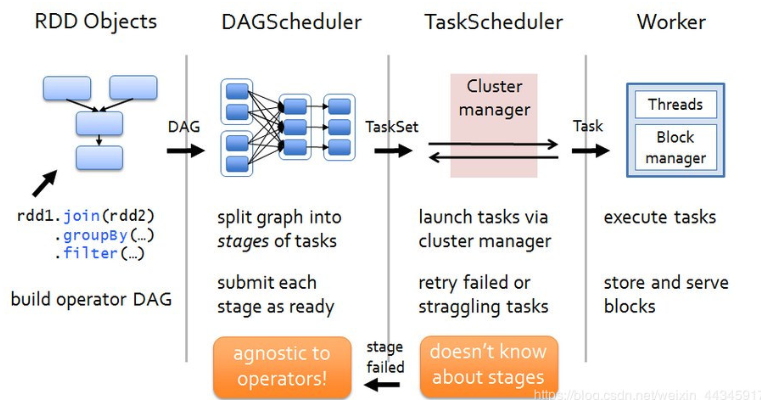 RDD Objects
DAGScheduler
TaskScheduler
Worker
DAG
TaskSet
Cluster
manager
Task
Threads
Block
manager
rdd1.join(rdd2)
.groupBy(…)
.filter(…)
build operator DAG
split graph into
stages of tasks
submit each
stage as ready
launch tasks via
cluster manager
retry failed or
straggling tasks
execute tasks
store and serve
blocks
agnostic to
operators!
stage
failed
doesn't know
about stages
https://blog.csdn.net/weixin_44345917